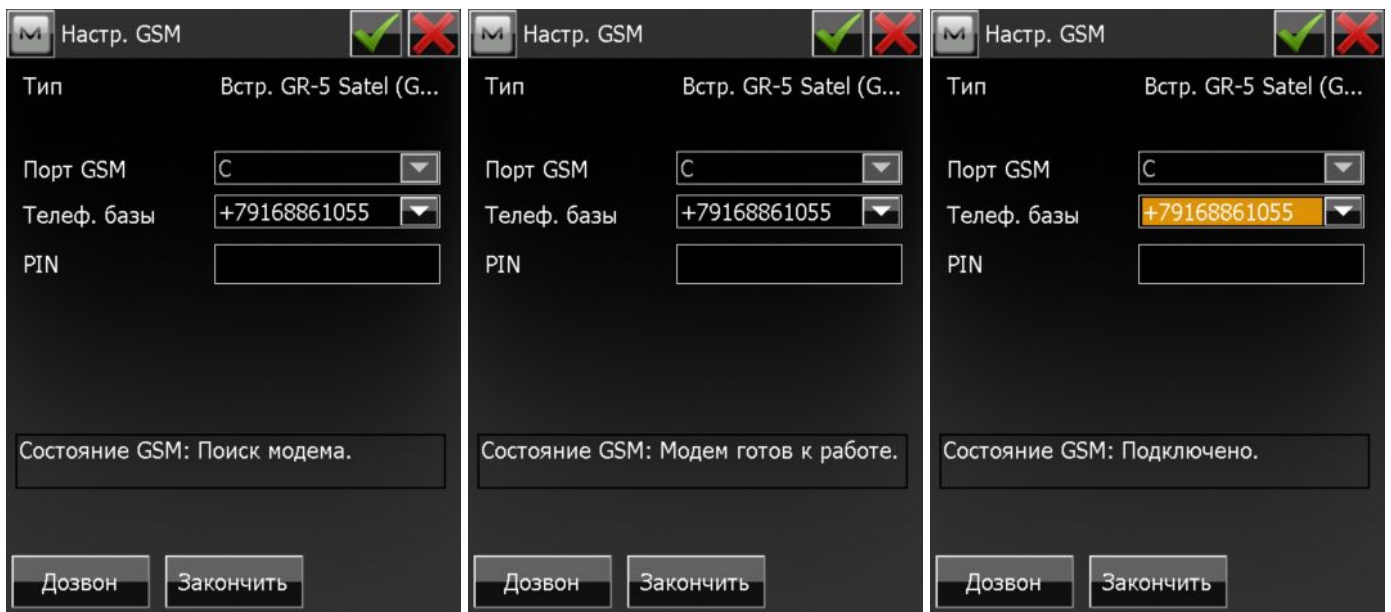 Настр. GSM
Тип Встр. GR-5 Satel (G...
Порт GSM C
Телеф. базы +79168861055
PIN
Состояние GSM: Поиск модема.
Дозвон Закончить
Настр. GSM
Тип Встр. GR-5 Satel (G...
Порт GSM C
Телеф. базы +79168861055
PIN
Состояние GSM: Модем готов к работе.
Дозвон Закончить
Настр. GSM
Тип Встр. GR-5 Satel (G...
Порт GSM C
Телеф. базы +79168861055
PIN
Состояние GSM: Подключено.
Дозвон Закончить